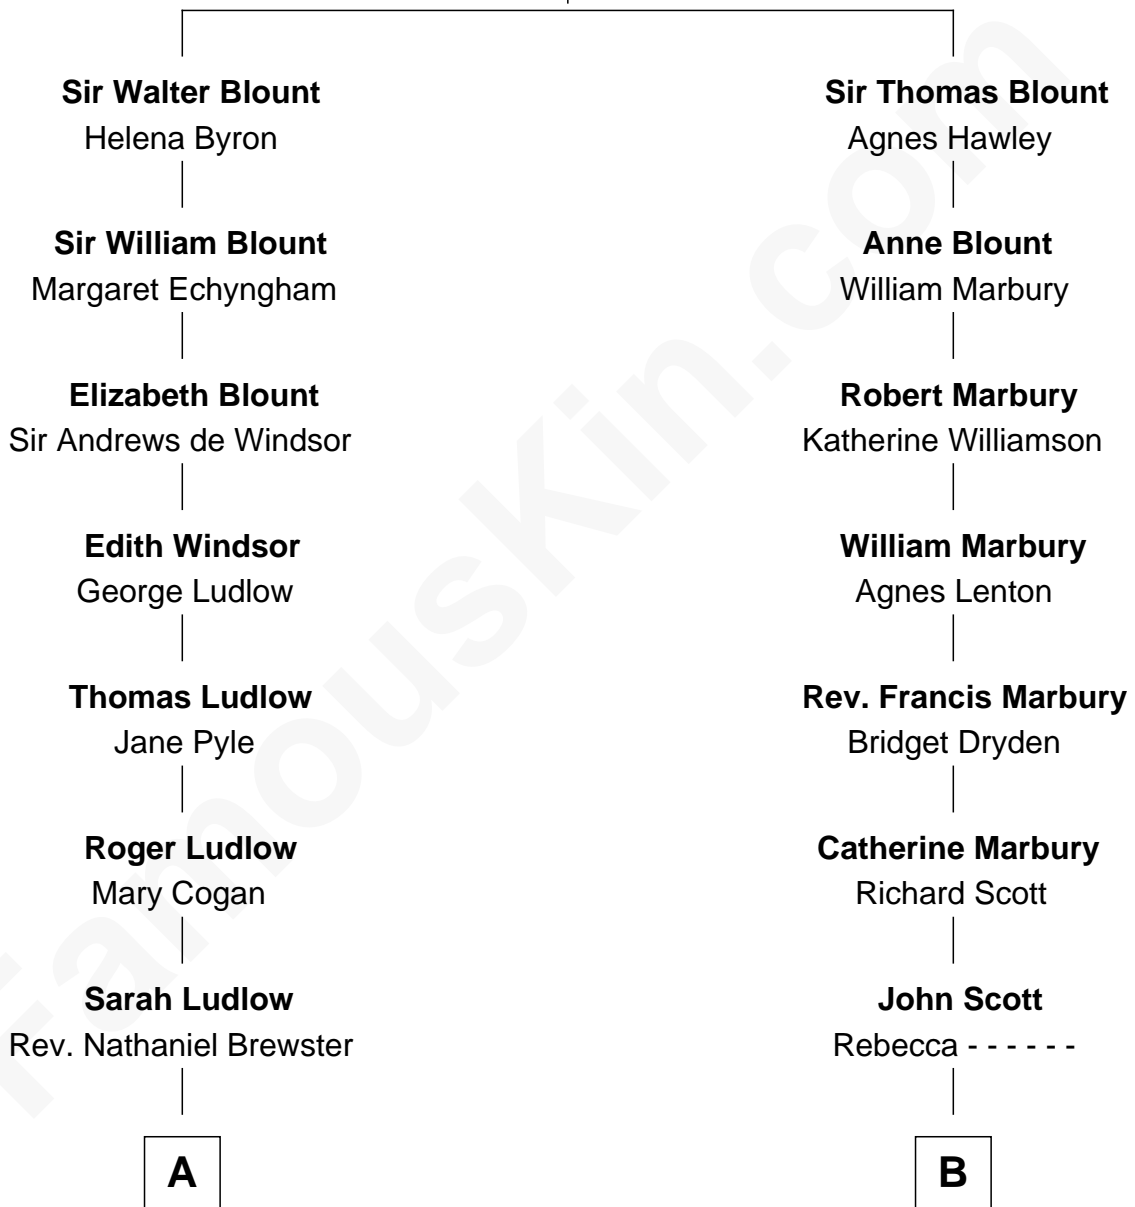 Sir Walter Blount
Helena Byron
Sir William Blount
Margaret Echyngham
Elizabeth Blount
Sir Andrews de Windsor
Edith Windsor
George Ludlow
Thomas Ludlow
Jane Pyle
Roger Ludlow
Mary Cogan
Sarah Ludlow
Rev. Nathaniel Brewster
A
Sir Thomas Blount
Agnes Hawley
Anne Blount
William Marbury
Robert Marbury
Katherine Williamson
William Marbury
Agnes Lenton
Rev. Francis Marbury
Bridget Dryden
Catherine Marbury
Richard Scott
John Scott
Rebecca - - - - - -
B
FamousKin.com